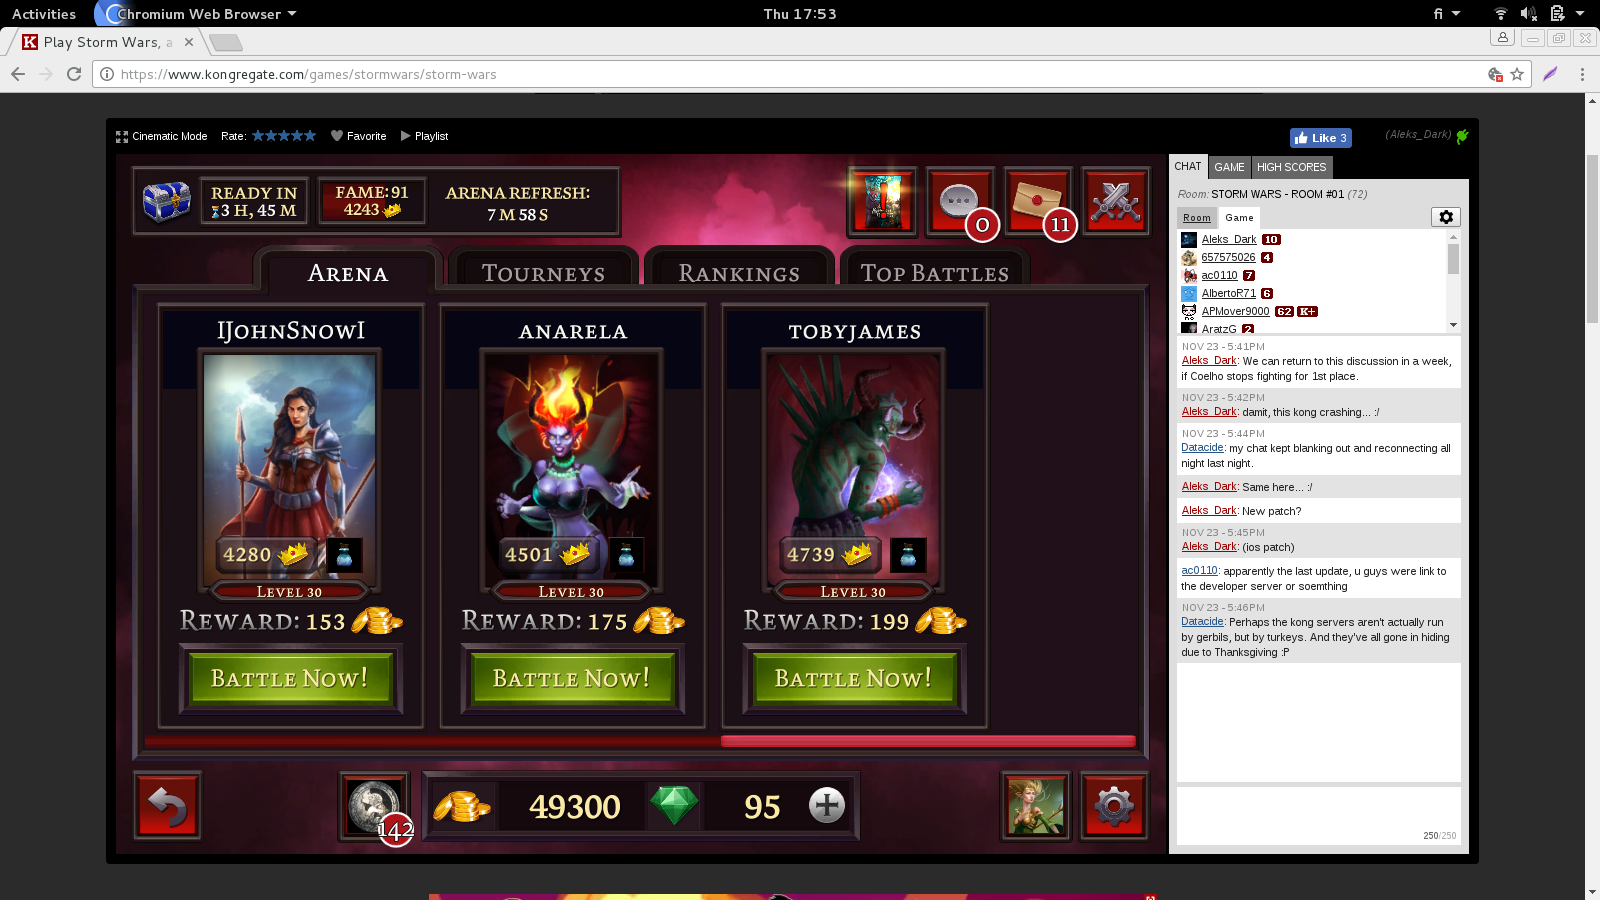 Activities
Chromium Web Browser
Thu 17:53
fi
Play Storm Wars, a
https://www.kongregate.com/games/stormwars/storm-wars
Cinematic Mode
Rate:
Favorite
Playlist
Like 3
(Aleks_Dark)
READY IN
3 H, 45 M
FAME: 91
4243
ARENA REFRESH:
7 M 58 S
0
11
ARENA
TOURNEYS
RANKINGS
TOP BATTLES
IJOHNSNOWI
4280
LEVEL 30
REWARD: 153
BATTLE NOW!
ANARELA
4501
LEVEL 30
REWARD: 175
BATTLE NOW!
TOBYJAMES
4739
LEVEL 30
REWARD: 199
BATTLE NOW!
142
49300
95
CHAT
GAME
HIGH SCORES
Room: STORM WARS - ROOM #01 (72)
Room
Game
Aleks_Dark 10
657575026 4
ac0110 7
AlbertoR71 6
APMover9000 62 K+
AratzG 2
NOV 23 - 5:41PM
Aleks_Dark: We can return to this discussion in a week,
if Coelho stops fighting for 1st place.
NOV 23 - 5:42PM
Aleks_Dark: damit, this kong crashing... :/
NOV 23 - 5:44PM
Datacide: my chat kept blanking out and reconnecting all
night last night.
Aleks_Dark: Same here... :/
Aleks_Dark: New patch?
NOV 23 - 5:45PM
Aleks_Dark: (ios patch)
ac0110: apparently the last update, u guys were link to
the developer server or soemthing
NOV 23 - 5:46PM
Datacide: Perhaps the kong servers aren't actually run
by gerbils, but by turkeys. And they've all gone in hiding
due to Thanksgiving :P
250/250